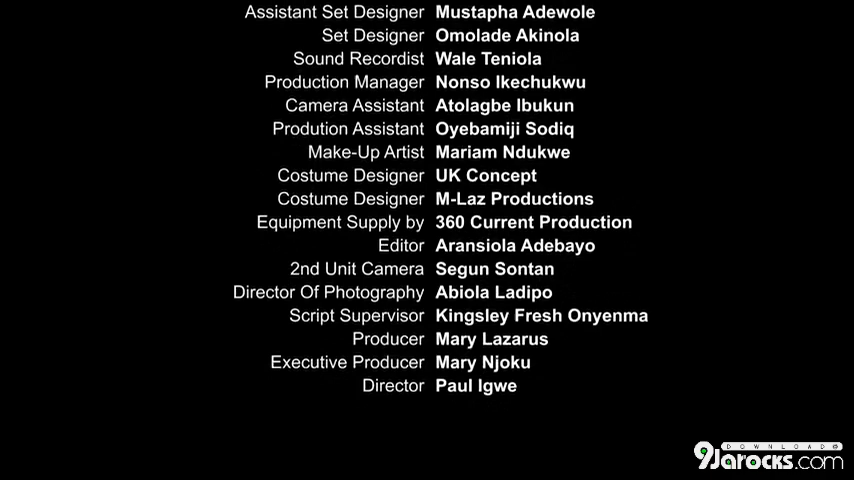 Assistant Set Designer Mustapha Adewole
Set Designer Omolade Akinola
Sound Recordist Wale Teniola
Production Manager Nonso Ikechukwu
Camera Assistant Atolagbe Ibukun
Prodution Assistant Oyebamiji Sodiq
Make-Up Artist Mariam Ndukwe
Costume Designer UK Concept
Costume Designer M-Laz Productions
Equipment Supply by 360 Current Production
Editor Aransiola Adebayo
2nd Unit Camera Segun Sontan
Director Of Photography Abiola Ladipo
Script Supervisor Kingsley Fresh Onyenma
Producer Mary Lazarus
Executive Producer Mary Njoku
Director Paul Igwe
DOWNLOAD@
9Jarocks.com